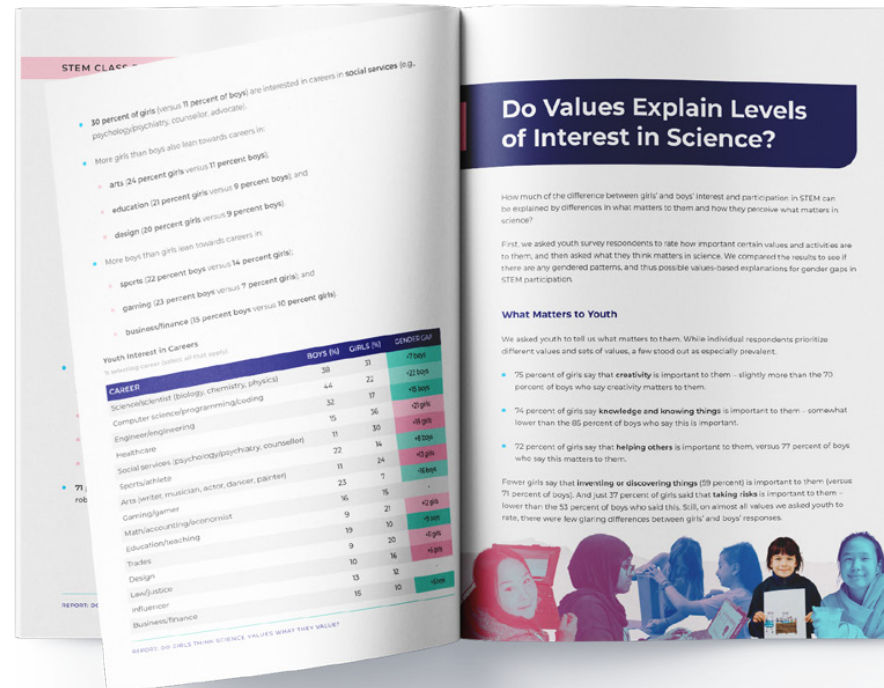 STEM CLASS
30 percent of girls (versus 11 percent of boys) are interested in careers in social services (e.g.,
psychology/psychiatry, counselor, advocate).
More girls than boys also lean towards careers in:
arts (24 percent girls versus 11 percent boys);
education (21 percent girls versus 9 percent boys); and
design (20 percent girls versus 9 percent boys).
More boys than girls lean towards careers in:
sports (22 percent boys versus 14 percent girls);
gaming (23 percent boys versus 7 percent girls); and
business/finance (15 percent boys versus 10 percent girls).
Youth Interest in Careers
% selecting career (select all that apply)
CAREER BOYS (%) GIRLS (%) GENDER GAP
Science/scientist (biology, chemistry, physics) 38 31 +7 boys
Computer science/programming/coding 44 22 +22 boys
Engineer/engineering 32 17 +15 boys
Healthcare 15 36 +21 girls
Social services (psychology/psychiatry, counsellor) 11 30 +19 girls
Sports/athlete 22 14 +8 boys
Arts (writer, musician, actor, dancer, painter) 11 24 +13 girls
Gaming/gamer 23 7 +16 boys
Math/accounting/economist 16 15 -
Education/teaching 9 21 +12 girls
Trades 19 10 +9 boys
Design 9 20 +11 girls
Law/justice 10 16 +6 girls
Influencer 13 12 -
Business/finance 15 10 +5 boys
REPORT: DO GIRLS THINK SCIENCE VALUES WHAT THEY VALUE?
71
rob
REPORT: DO
Do Values Explain Levels
of Interest in Science?
How much of the difference between girls' and boys' interest and participation in STEM can
be explained by differences in what matters to them and how they perceive what matters in
science?
First, we asked youth survey respondents to rate how important certain values and activities are
to them, and then asked what they think matters in science. We compared the results to see if
there are any gendered patterns, and thus possible values-based explanations for gender gaps in
STEM participation.
What Matters to Youth
We asked youth to tell us what matters to them. While individual respondents prioritize
different values and sets of values, a few stood out as especially prevalent.
75 percent of girls say that creativity is important to them – slightly more than the 70
percent of boys who say creativity matters to them.
74 percent of girls say knowledge and knowing things is important to them – somewhat
lower than the 85 percent of boys who say this is important.
72 percent of girls say that helping others is important to them, versus 77 percent of boys
who say this matters to them.
Fewer girls say that inventing or discovering things (59 percent) is important to them (versus
71 percent of boys). And just 37 percent of girls said that taking risks is important to them –
lower than the 53 percent of boys who said this. Still, on almost all values we asked youth to
rate, there were few glaring differences between girls' and boys' responses.